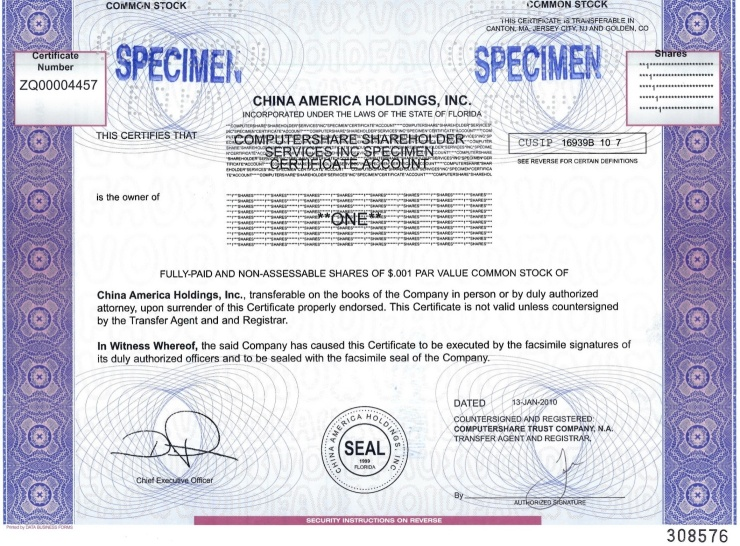 COMMON STOCK
COMMON STOCK
THIS CERTIFICATE IS TRANSFERABLE IN
CANTON, MA, JERSEY CITY, NJ AND GOLDEN, CO
Certificate
Number
ZQ00004457
SPECIMEN
SPECIMEN
Shares
CHINA AMERICA HOLDINGS, INC.
INCORPORATED UNDER THE LAWS OF THE STATE OF FLORIDA
THIS CERTIFIES THAT
COMPUTERSHARE SHAREHOLDER
SERVICES INC SPECIMEN
CERTIFICATE ACCOUNT
CUSIP 16939B 10 7
SEE REVERSE FOR CERTAIN DEFINITIONS
is the owner of
**ONE**
FULLY-PAID AND NON-ASSESSABLE SHARES OF $.001 PAR VALUE COMMON STOCK OF
China America Holdings, Inc., transferable on the books of the Company in person or by duly authorized
attorney, upon surrender of this Certificate properly endorsed. This Certificate is not valid unless countersigned
by the Transfer Agent and and Registrar.
In Witness Whereof, the said Company has caused this Certificate to be executed by the facsimile signatures of
its duly authorized officers and to be sealed with the facsimile seal of the Company.
Chief Executive Officer
CHINA AMERICA HOLDINGS, INC.
SEAL
1999
FLORIDA
DATED 13-JAN-2010
COUNTERSIGNED AND REGISTERED
COMPUTERSHARE TRUST COMPANY, N.A.
TRANSFER AGENT AND REGISTRAR,
By
AUTHORIZED SIGNATURE
SECURITY INSTRUCTIONS ON REVERSE
Printed by DATA BUSINESS FORMS
308576